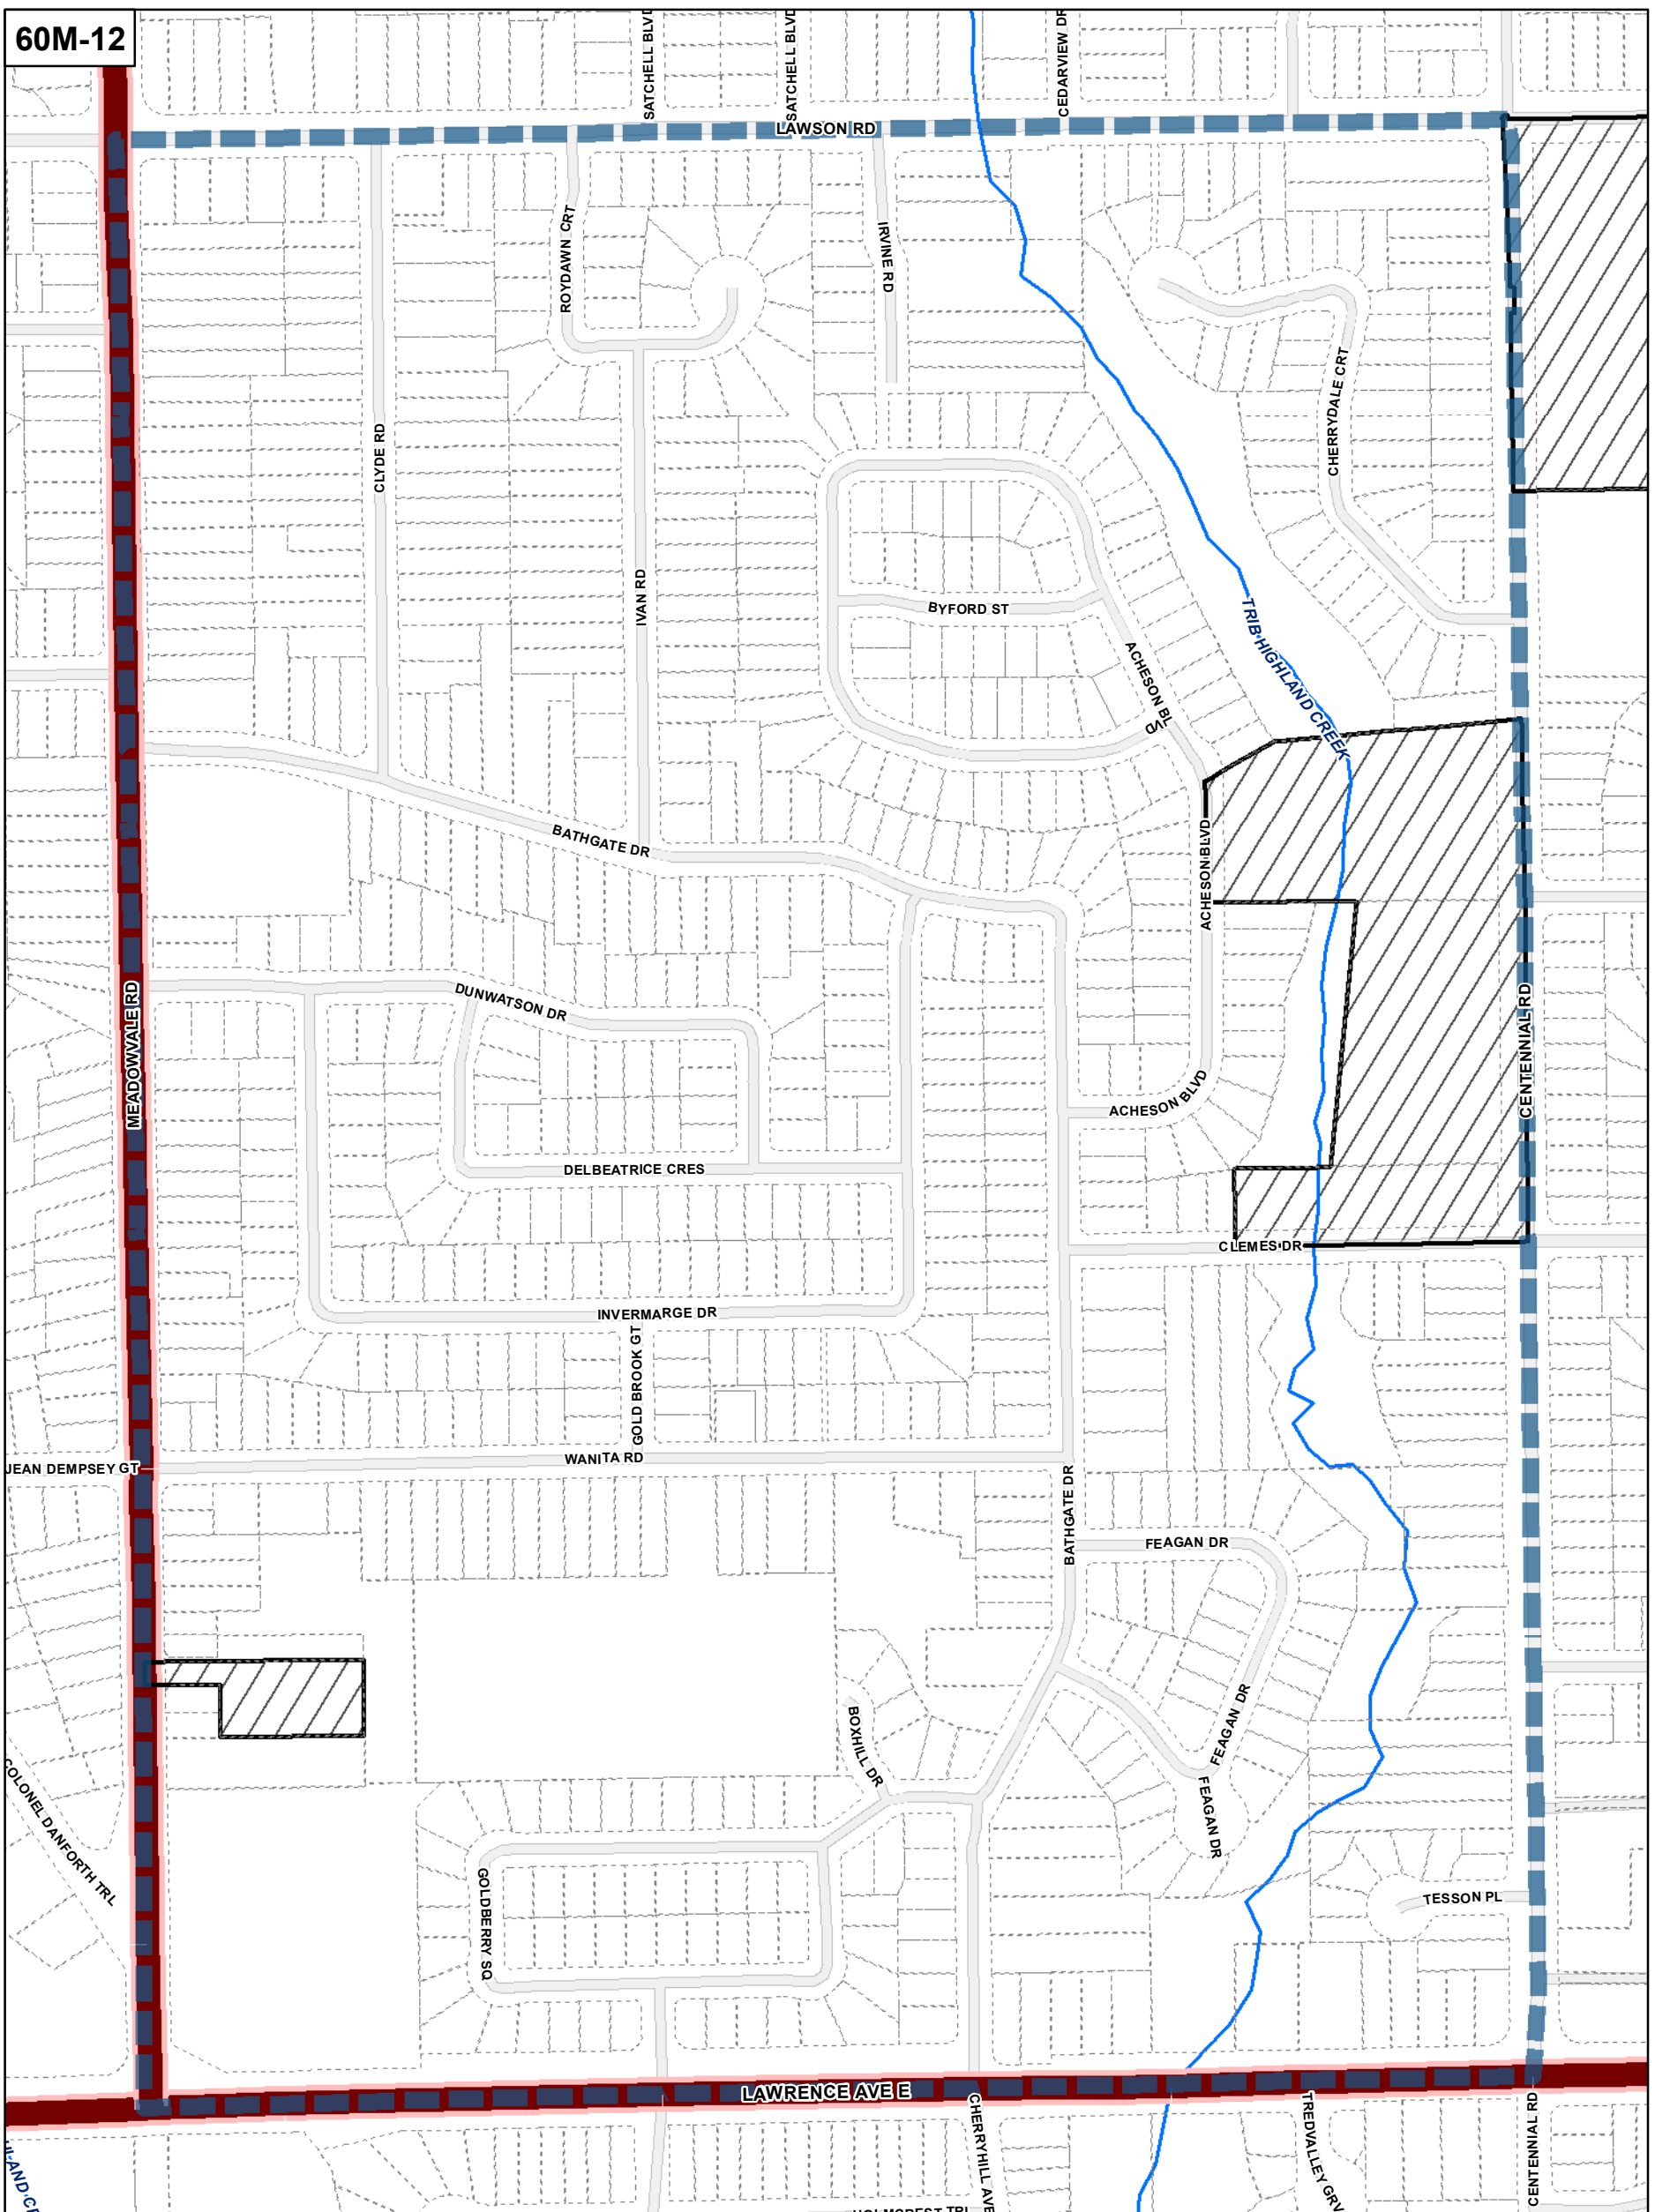 60M-12
SATCHELL BLVD
SATCHELL BLVD
CEDARVIEW DR
LAWSON RD
ROYDAWN CRT
IRVINE RD
CHERRYDALE CRT
CLYDE RD
IVAN RD
BYFORD ST
TRIB HIGHLAND CREEK
ACHESON BLVD
BATHGATE DR
ACHESON BLVD
MEADOWVALE RD
DUNWATSON DR
CENTENNIAL RD
ACHESON BLVD
DELBEATRICE CRES
CLEMES DR
INVERMARGE DR
GOLD BROOK GT
WANITA RD
JEAN DEMPSEY GT
BATHGATE DR
FEAGAN DR
FEAGAN DR
BOXHILL DR
FEAGAN DR
COLONEL DANFORTH TRL
GOLDBERRY SQ
TESSON PL
LAWRENCE AVE E
CHERRYHILL AVE
TREDVALLEY GRV
CENTENNIAL RD